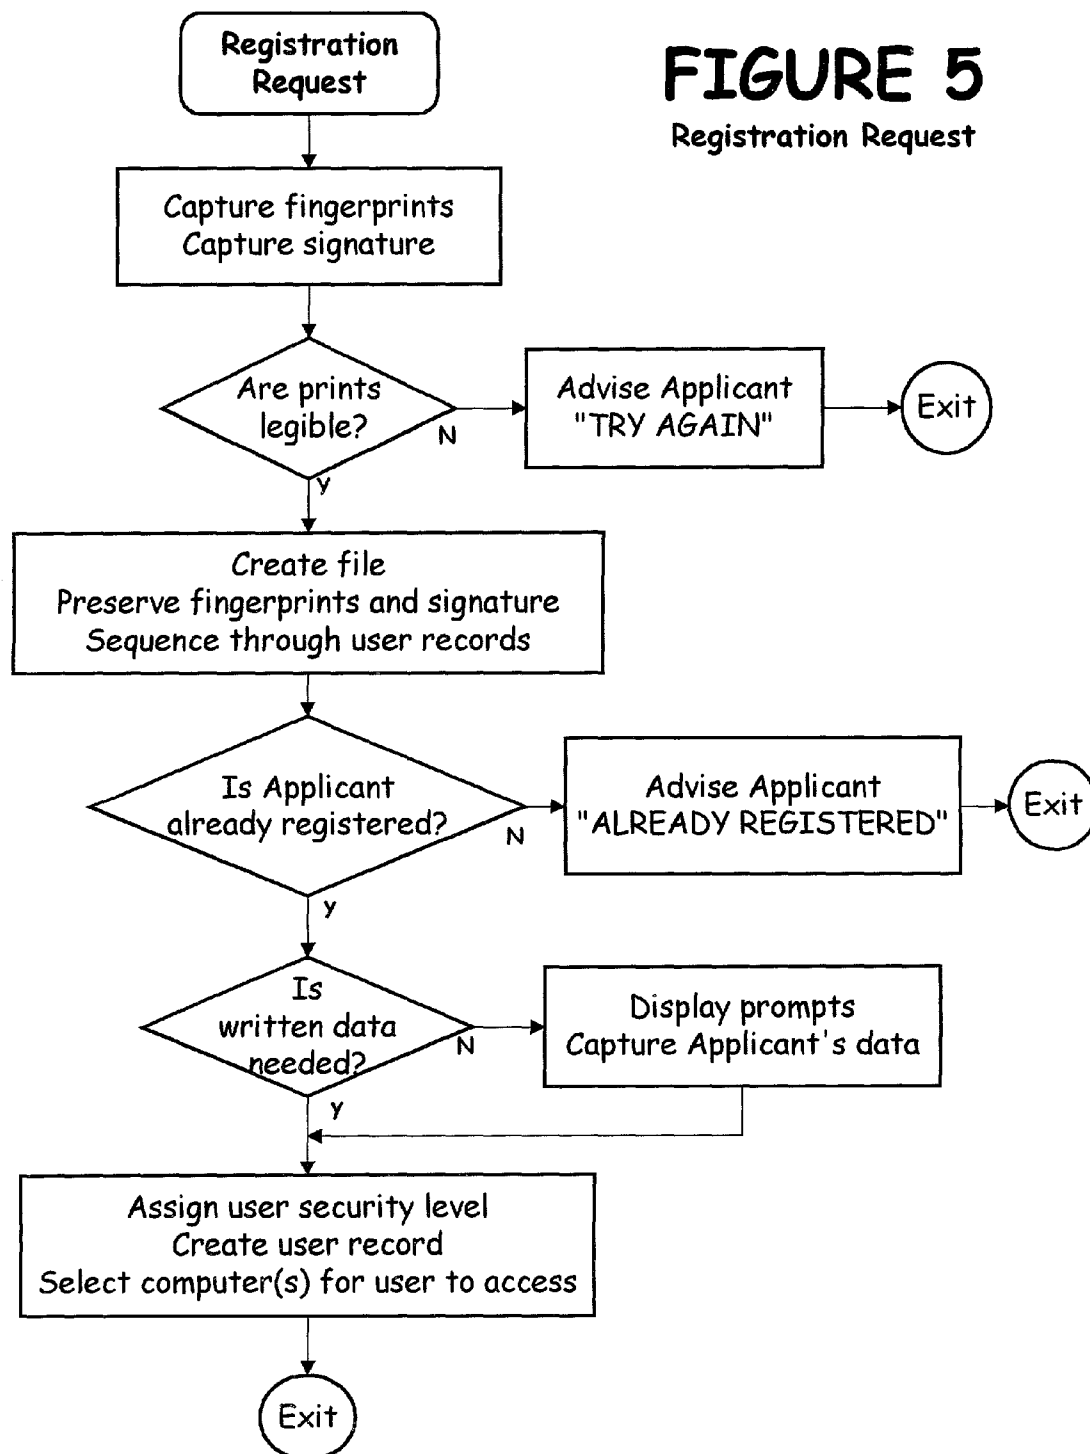 Registration
Request
FIGURE 5
Registration Request
Capture fingerprints
Capture signature
Are prints
legible?
N
Advise Applicant
"TRY AGAIN"
Exit
y
Create file
Preserve fingerprints and signature
Sequence through user records
Is Applicant
already registered?
N
Advise Applicant
"ALREADY REGISTERED"
Exit
y
Is
written data
needed?
N
Display prompts
Capture Applicant's data
y
Assign user security level
Create user record
Select computer(s) for user to access
Exit